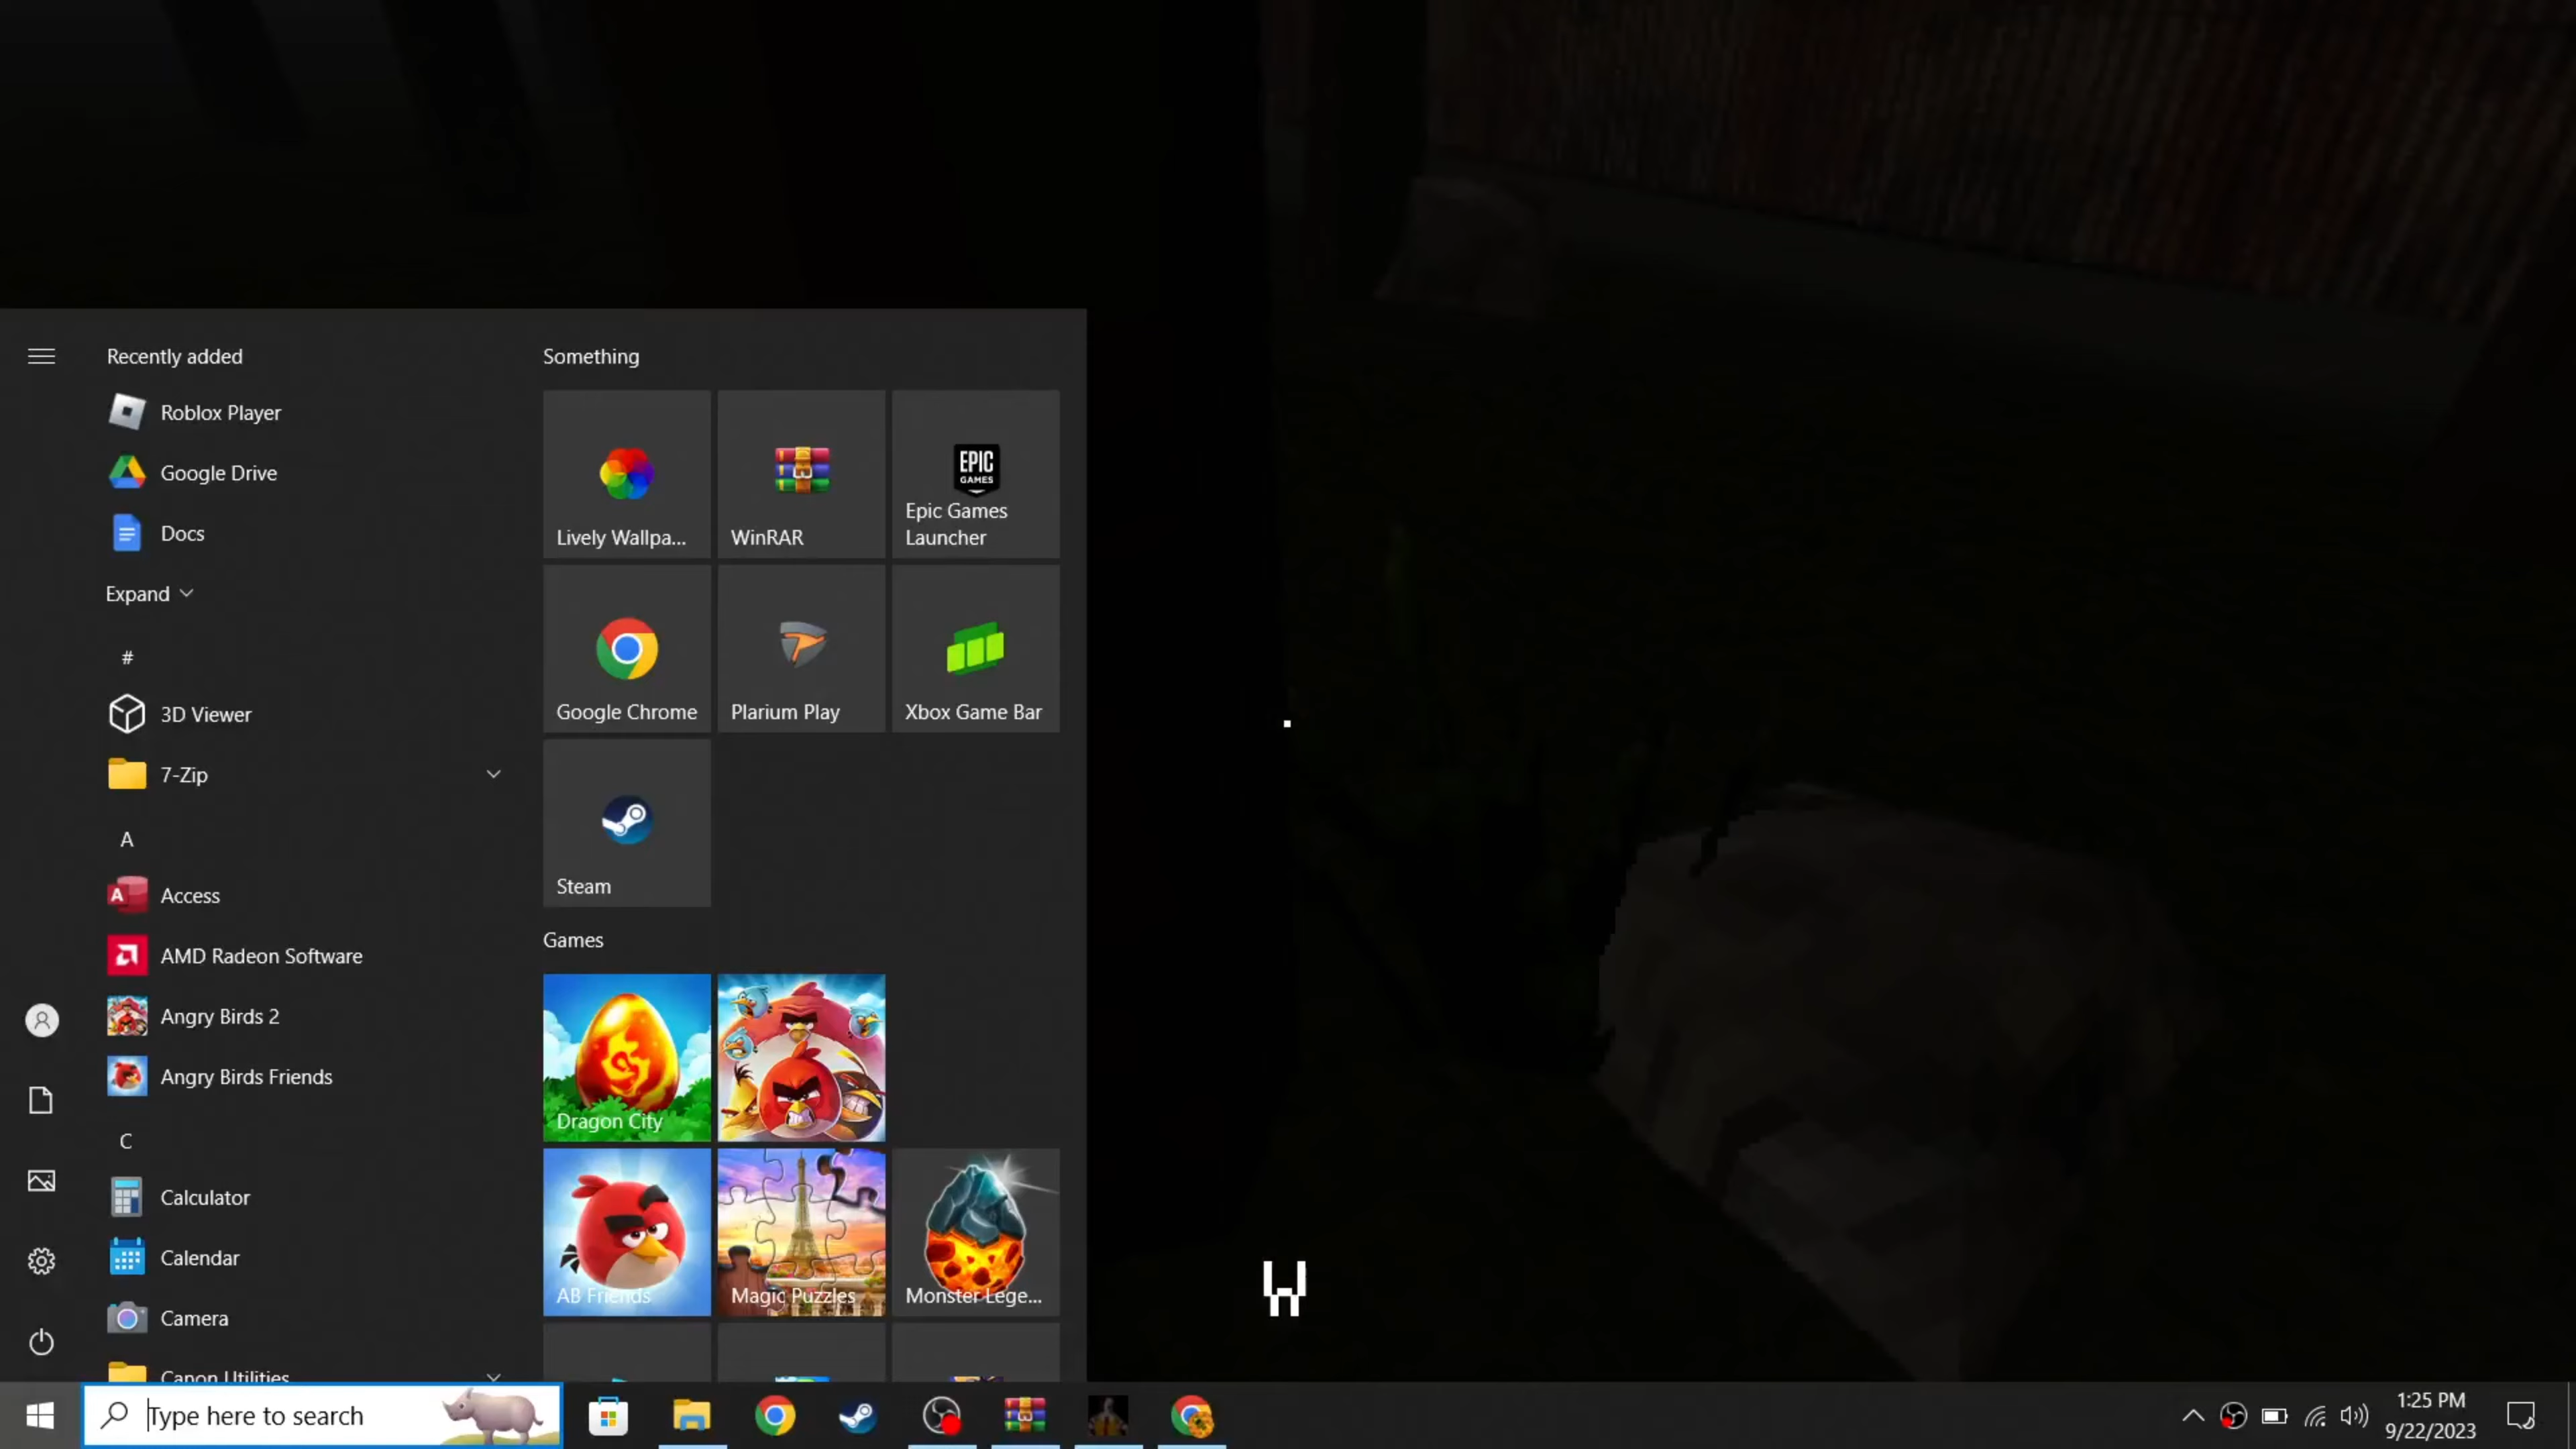 Recently added
Roblox Player
Google Drive
Docs
Expand
#
3D Viewer
7-Zip
A
Access
AMD Radeon Software
Angry Birds 2
Angry Birds Friends
C
Calculator
Calendar
Camera
Canon Utilities
Something
Lively Wallpa...
WinRAR
EPIC
GAMES
Epic Games
Launcher
Google Chrome
Plarium Play
Xbox Game Bar
Steam
Games
Dragon City
AB Friends
Magic Puzzles
Monster Lege...
W
Type here to search
1:25 PM
9/22/2023